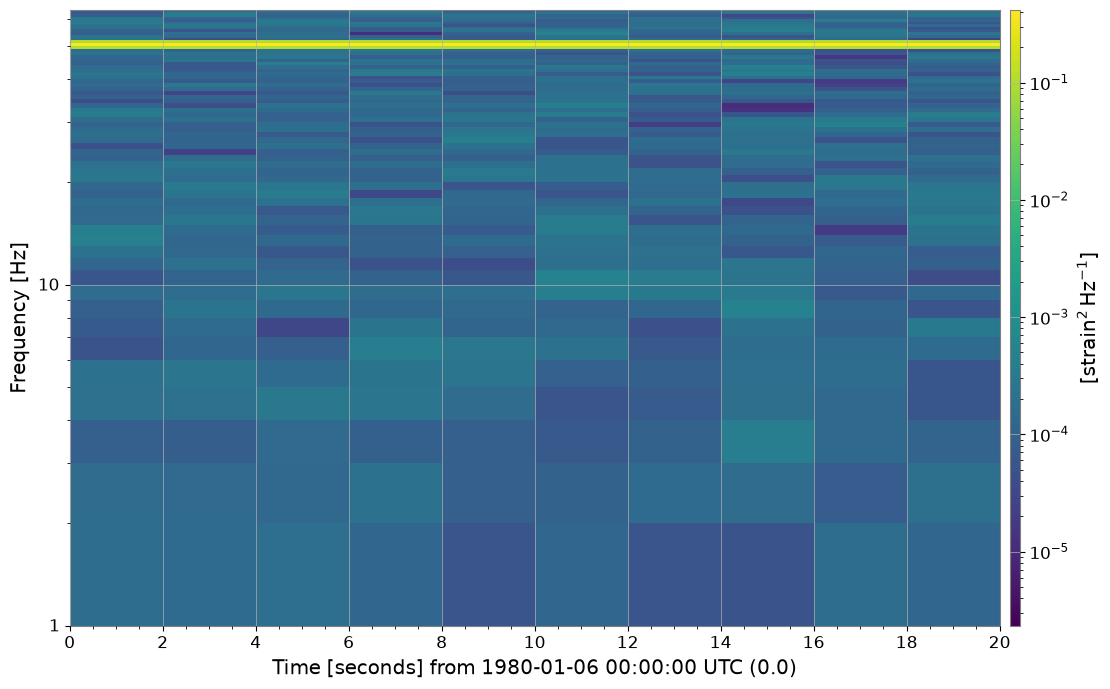 Frequency [Hz]
10
1
0 2 4 6 8 10 12 14 16 18 20
Time [seconds] from 1980-01-06 00:00:00 UTC (0.0)
10⁻¹
10⁻²
10⁻³
10⁻⁴
10⁻⁵
[strain² Hz⁻¹]